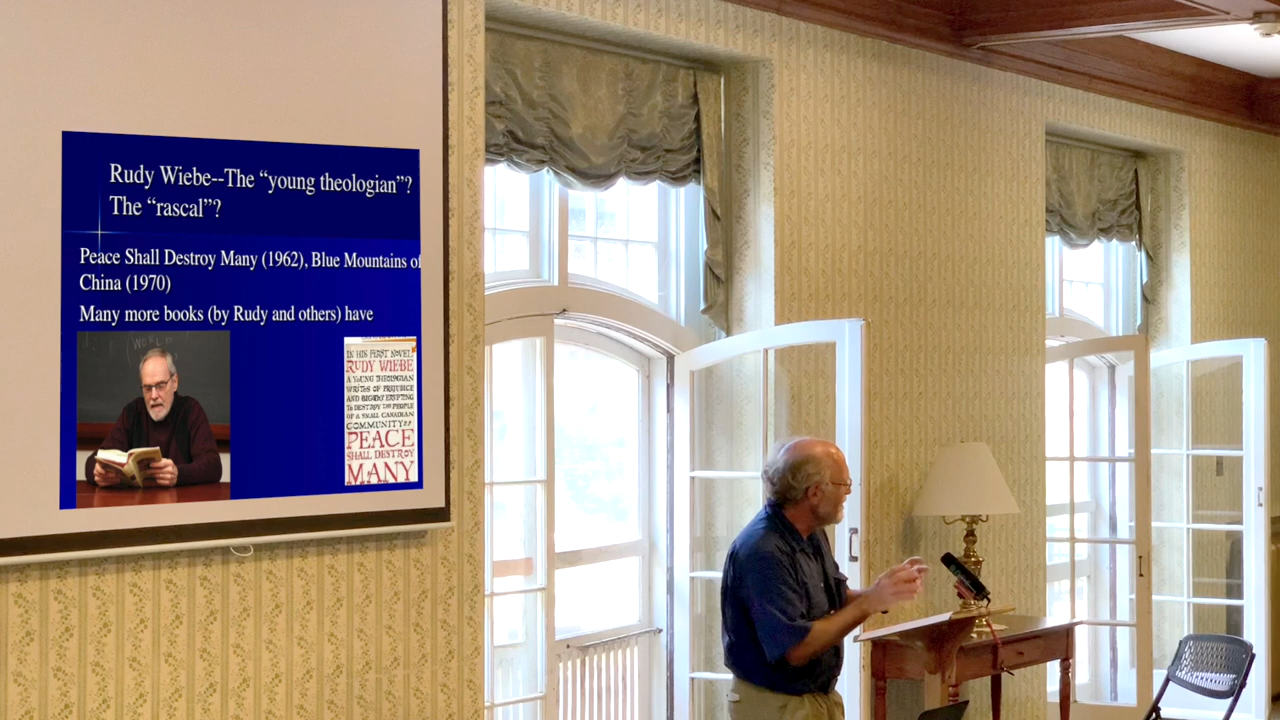 Rudy Wiebe--The “young theologian”?
The “rascal”?
Peace Shall Destroy Many (1962), Blue Mountains of
China (1970)
Many more books (by Rudy and others) have
WORLD
IN HIS FIRST NOVEL
RUDY WIEBE
A YOUNG THEOLOGIAN
WRITES OF PREJUDICE
AND BIGOTRY ERUPTING
TO DESTROY THE PEOPLE
OF A SMALL CANADIAN
COMMUNITY
PEACE
SHALL DESTROY
MANY